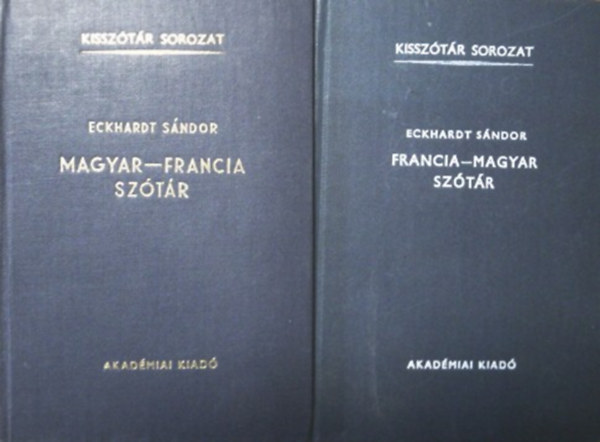 KISSZÓTÁR SOROZAT
ECKHARDT SÁNDOR
MAGYAR—FRANCIA
SZÓTÁR
AKADÉMIAI KIADÓ
KISSZÓTÁR SOROZAT
ECKHARDT SÁNDOR
FRANCIA—MAGYAR
SZÓTÁR
AKADÉMIAI KIADÓ